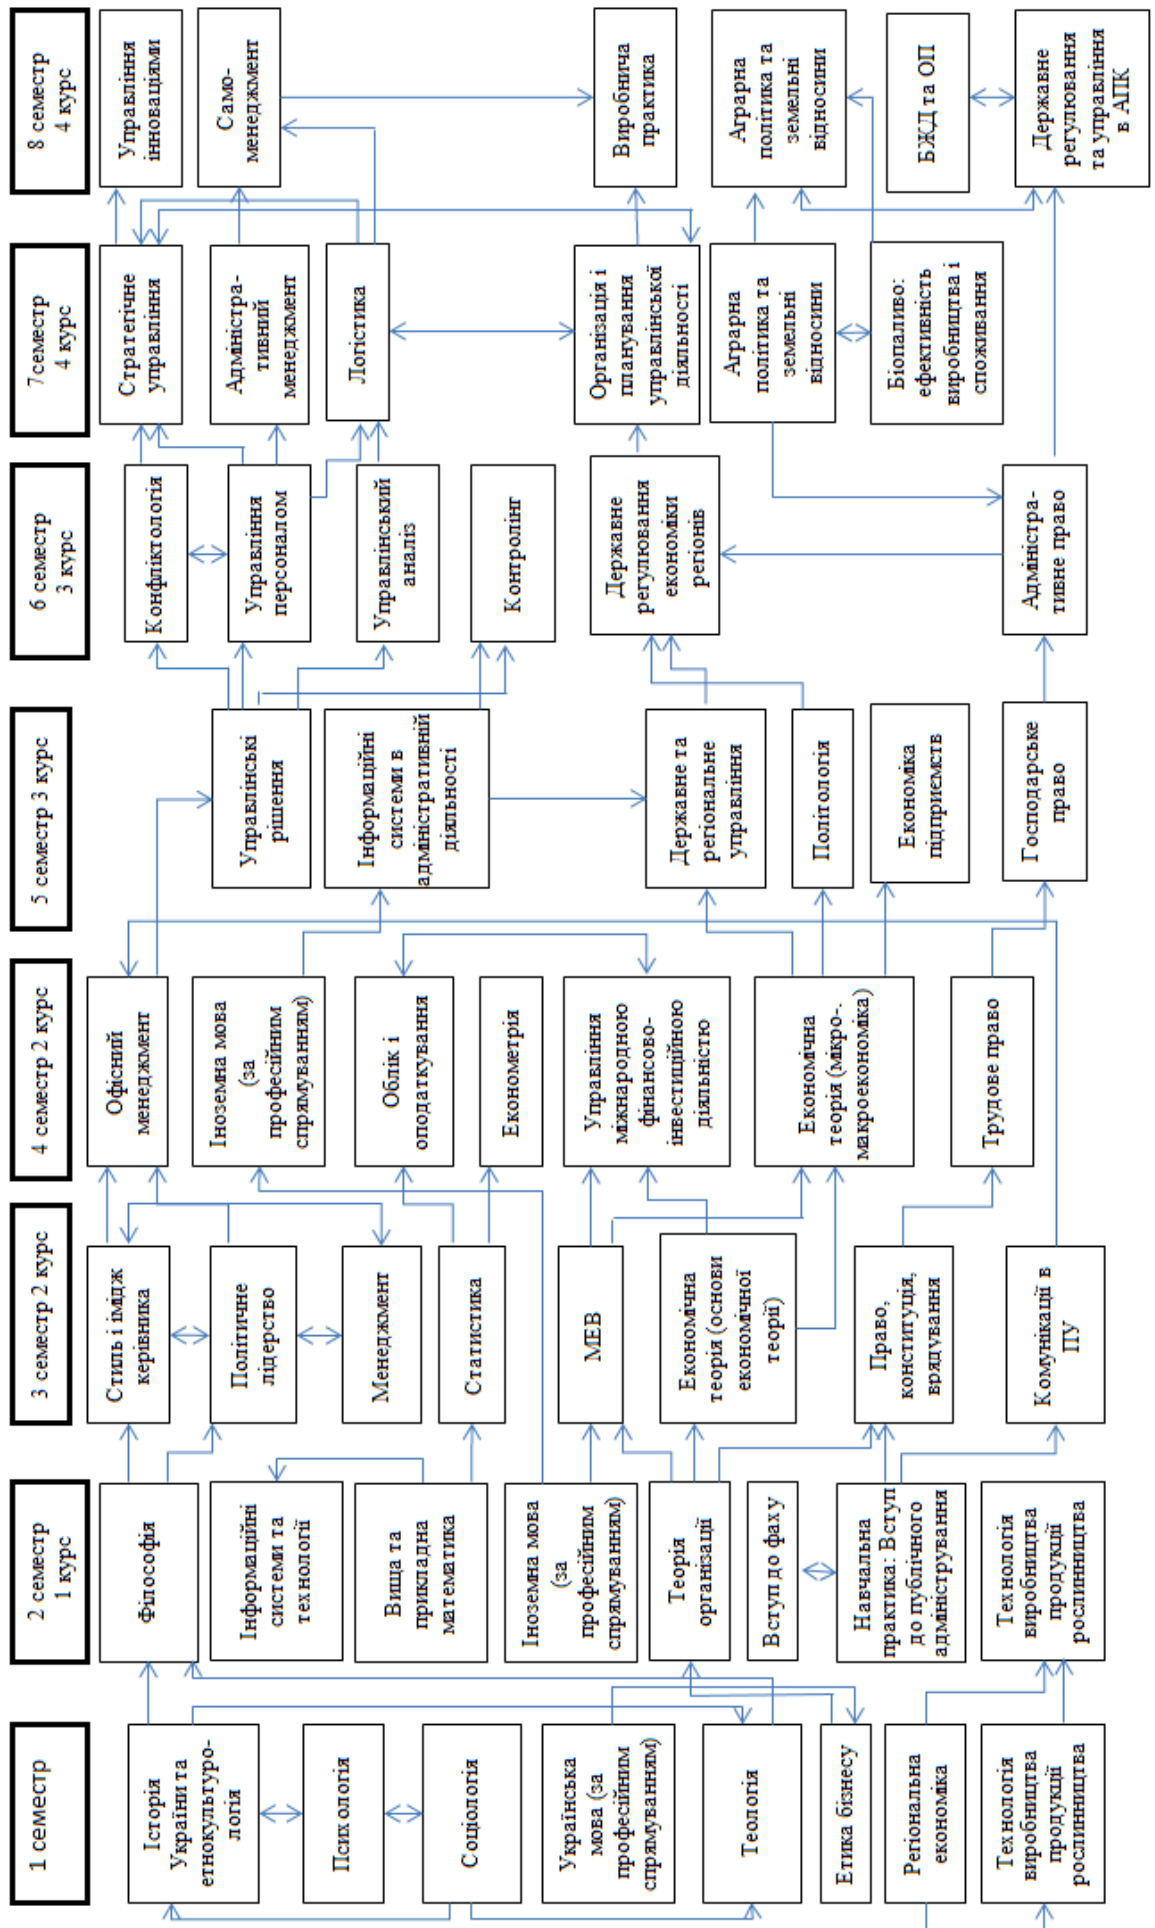 1 семестр
Історія
України та
етнокультуро-
логія
Психологія
Соціологія
Українська
мова (за
професійним
спрямуванням)
Теологія
Етика бізнесу
Регіональна
економіка
Технологія
виробництва
продукції
рослинництва
2 семестр
1 курс
Філософія
Інформаційні
системи та
технології
Вища та
прикладна
математика
Іноземна мова
(за
професійним
спрямуванням)
Теорія
організації
Вступ до фаху
Навчальна
практика: Вступ
до публічного
адміністрування
Технологія
виробництва
продукції
рослинництва
3 семестр 2 курс
Стиль і імідж
керівника
Політичне
лідерство
Менеджмент
Статистика
МЕВ
Економічна
теорія (основи
економічної
теорії)
Право,
конституція,
врядування
Комунікації в
ПУ
4 семестр 2 курс
Офісний
менеджмент
Іноземна мова
(за
професійним
спрямуванням)
Облік і
оподаткування
Економетрія
Управління
міжнародною
фінансово-
інвестиційною
діяльністю
Економічна
теорія (мікро-
макроекономіка)
Трудове право
5 семестр 3 курс
Управлінські
рішення
Інформаційні
системи в
адміністративній
діяльності
Державне та
регіональне
управління
Політологія
Економіка
підприємств
Господарське
право
6 семестр
3 курс
Конфліктологія
Управління
персоналом
Управлінський
аналіз
Контролінг
Державне
регулювання
економіки
регіонів
Адміністра-
тивне право
7семестр
4 курс
Стратегічне
управління
Адміністра-
тивний
менеджмент
Логістика
Організація і
планування
управлінської
діяльності
Аграрна
політика та
земельні
відносини
Біопаливо:
ефективність
виробництва і
споживання
8 семестр
4 курс
Управління
інноваціями
Само-
менеджмент
Виробнича
практика
Аграрна
політика та
земельні
відносини
БЖД та ОП
Державне
регулювання
та управління
в АПК